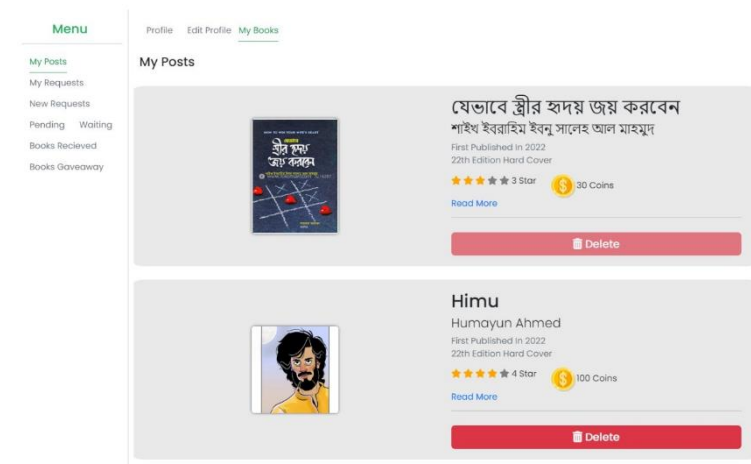 Menu
My Posts
My Requests
New Requests
Pending Waiting
Books Recieved
Books Gaveaway
Profile Edit Profile My Books
My Posts
স্ত্রীর হৃদয়
জয় করবেন
যেভাবে স্ত্রীর হৃদয় জয় করবেন
শাইখ ইবরাহিম ইবনু সালেহ আল মাহমুদ
First Published In 2022
22th Edition Hard Cover
3 Star 30 Coins
Read More
Delete
Himu
Humayun Ahmed
First Published In 2022
22th Edition Hard Cover
4 Star 100 Coins
Read More
Delete